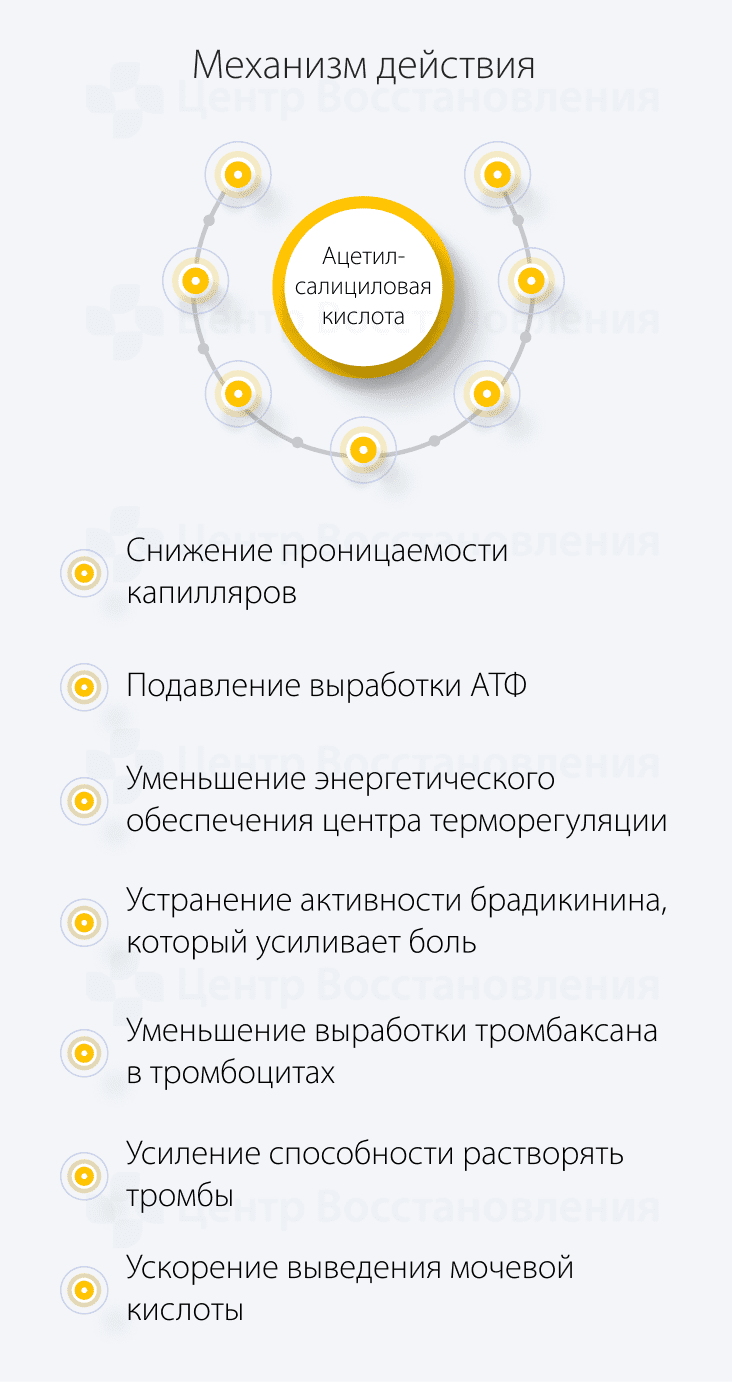 Механизм действия
Центр Восстановления
Ацетил-
салициловая
кислота
Центр Восстановления
Центр Восстановления
Снижение проницаемости
капилляров
Подавление выработки АТФ
Центр Восстановления
Уменьшение энергетического
обеспечения центра терморегуляции
Устранение активности брадикинина,
который усиливает боль
Центр Восстановления
Уменьшение выработки тромбаксана
в тромбоцитах
Усиление способности растворять
тромбы
Центр Восстановления
Ускорение выведения мочевой
кислоты